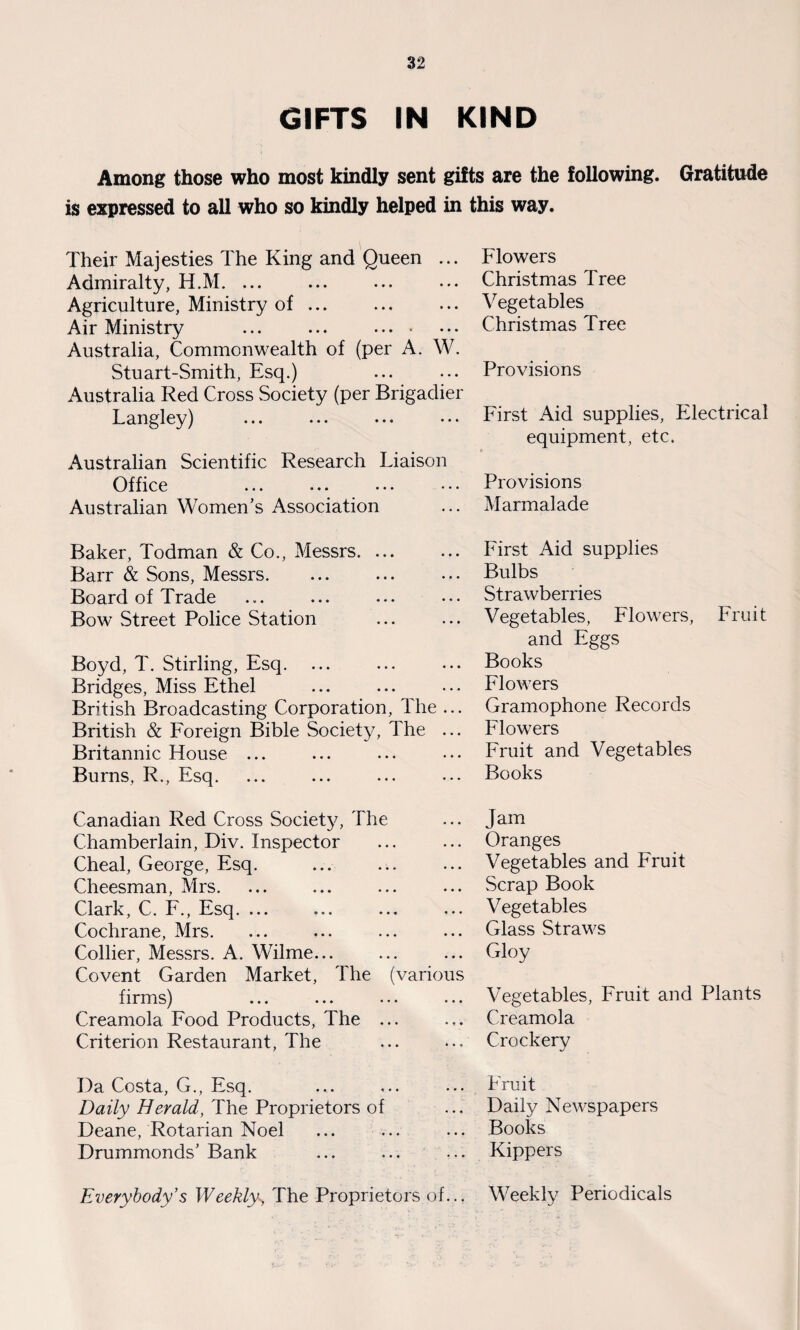 32
GIFTS IN KIND
Among those who most kindly sent gifts are the following. Gratitude
is expressed to all who so kindly helped in this way.
Their Majesties The King and Queen ... Flowers
Admiralty, H.M. ... ... ... ... Christmas Tree
Agriculture, Ministry of ... ... ... Vegetables
Air Ministry ... ... ... ... Christmas Tree
Australia, Commonwealth of (per A. W.
Stuart-Smith, Esq.) ... ... Provisions
Australia Red Cross Society (per Brigadier
Langley) ... ... ... ... First Aid supplies, Electrical
equipment, etc.
Australian Scientific Research Liaison
Office ... ... ... ... Provisions
Australian Women's Association ... Marmalade
Baker, Todman & Co., Messrs. ... ... First Aid supplies
Barr & Sons, Messrs. ... ... ... Bulbs
Board of Trade ... ... ... ... Strawberries
Bow Street Police Station ... ... Vegetables, Flowers, Fruit
and Eggs
Boyd, T. Stirling, Esq. ... ... ... Books
Bridges, Miss Ethel ... ... ... Flowers
British Broadcasting Corporation, The ... Gramophone Records
British & Foreign Bible Society, The ... Flowers
Britannic House ... ... ... ... Fruit and Vegetables
Burns, R., Esq. ... ... ... ... Books
Canadian Red Cross Society, The ... Jam
Chamberlain, Div. Inspector ... ... Oranges
Cheal, George, Esq. ... ... ... Vegetables and Fruit
Cheesman, Mrs. ... ... ... ... Scrap Book
Clark, C. F., Esq. ... ... ... ... Vegetables
Cochrane, Mrs. ... ... ... ... Glass Straws
Collier, Messrs. A. Wilme... ... ... Gloy
Covent Garden Market, The (various
firms) ... ... ... ... Vegetables, Fruit and Plants
Creamola Food Products, The ... ... Creamola
Criterion Restaurant, The ... ... Crockery
Da Costa, G., Esq. ... ... ... Fruit
Daily Herald, The Proprietors of ... Daily Newspapers
Deane, Rotarian Noel ... ... ... Books
Drummonds' Bank ... ... ... Kippers
Everybody's Weekly, The Proprietors of... Weekly Periodicals